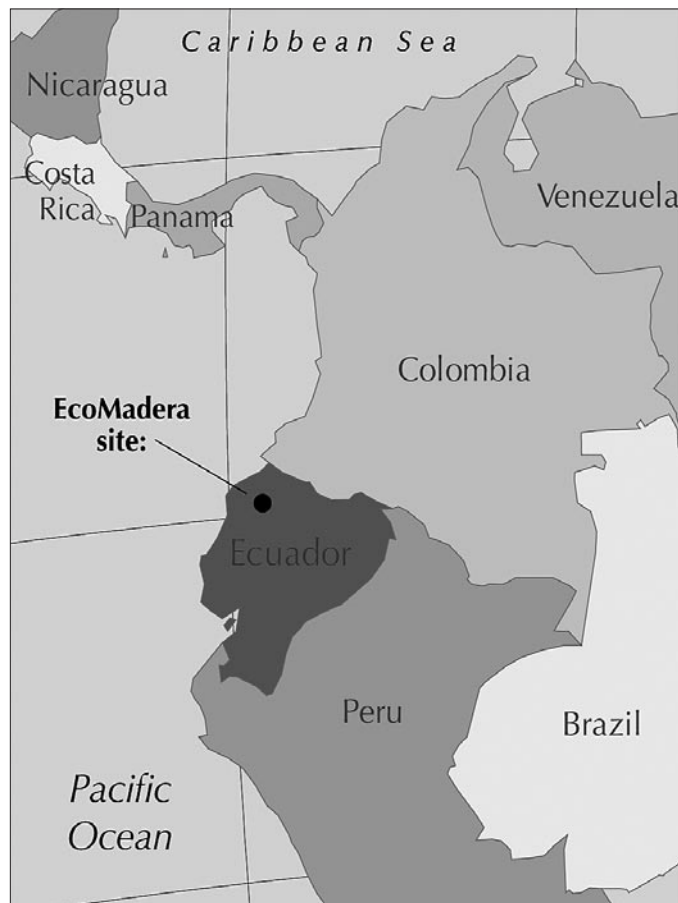 Caribbean Sea
Nicaragua
Costa
Rica
Panama
Venezuela
Colombia
EcoMadera
site:
Ecuador
Peru
Brazil
Pacific
Ocean